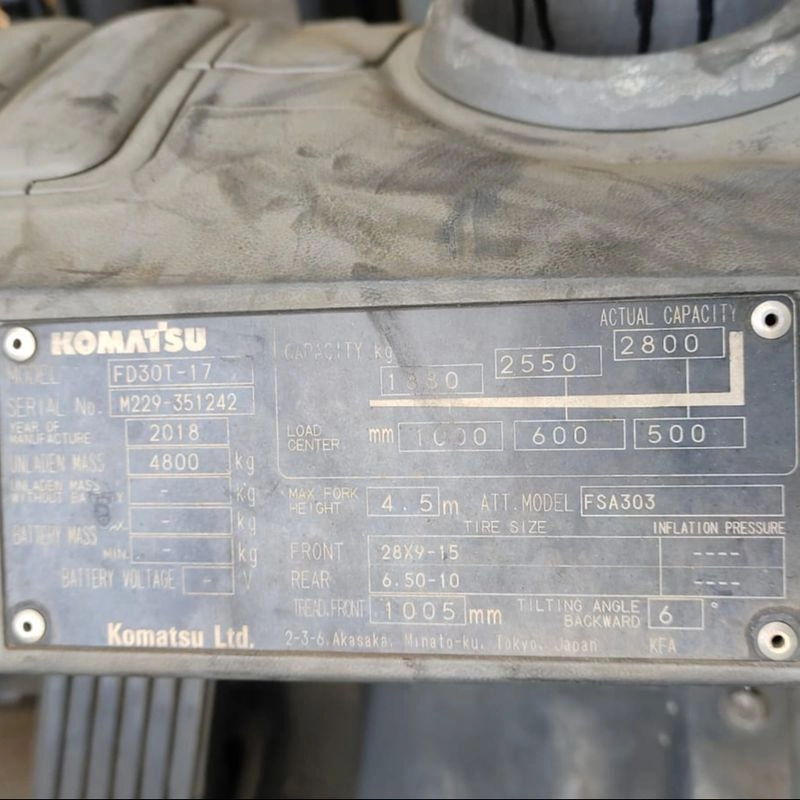 KOMATSU
MODEL FD30T-17
SERIAL No. M229-351242
YEAR OF MANUFACTURE 2018
UNLADEN MASS 4800 kg
UNLADEN MASS WITHOUT BATTERY - kg
BATTERY MASS MAX. - kg
MIN. - kg
BATTERY VOLTAGE - V
Komatsu Ltd.
ACTUAL CAPACITY
CAPACITY kg 1880 2550 2800
LOAD CENTER mm 1000 600 500
MAX FORK HEIGHT 4.5 m ATT. MODEL FSA303
TIRE SIZE INFLATION PRESSURE
FRONT 28X9-15 ----
REAR 6.50-10 ----
TREAD.FRONT 1005 mm TILTING ANGLE BACKWARD 6 °
2-3-6, Akasaka, Minato-ku, Tokyo, Japan KFA